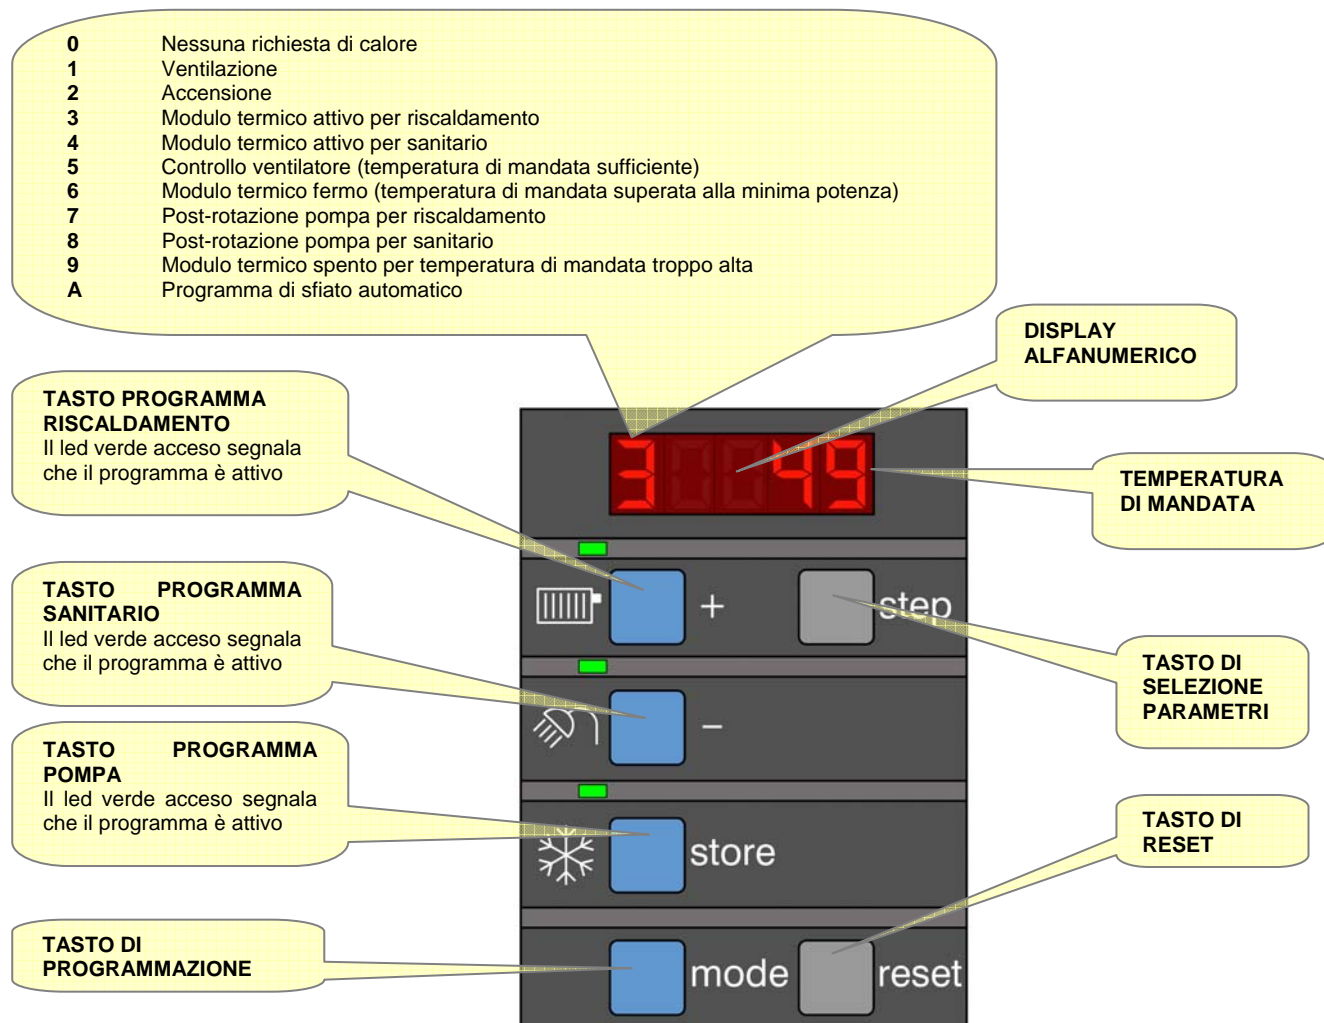 0 Nessuna richiesta di calore
1 Ventilazione
2 Accensione
3 Modulo termico attivo per riscaldamento
4 Modulo termico attivo per sanitario
5 Controllo ventilatore (temperatura di mandata sufficiente)
6 Modulo termico fermo (temperatura di mandata superata alla minima potenza)
7 Post-rotazione pompa per riscaldamento
8 Post-rotazione pompa per sanitario
9 Modulo termico spento per temperatura di mandata troppo alta
A Programma di sfiato automatico
DISPLAY
ALFANUMERICO
TASTO PROGRAMMA
RISCALDAMENTO
Il led verde acceso segnala
che il programma è attivo
3 49
TEMPERATURA
DI MANDATA
+ step
TASTO PROGRAMMA
SANITARIO
Il led verde acceso segnala
che il programma è attivo
-
TASTO DI
SELEZIONE
PARAMETRI
TASTO PROGRAMMA
POMPA
Il led verde acceso segnala
che il programma è attivo
store
TASTO DI
RESET
TASTO DI
PROGRAMMAZIONE
mode reset